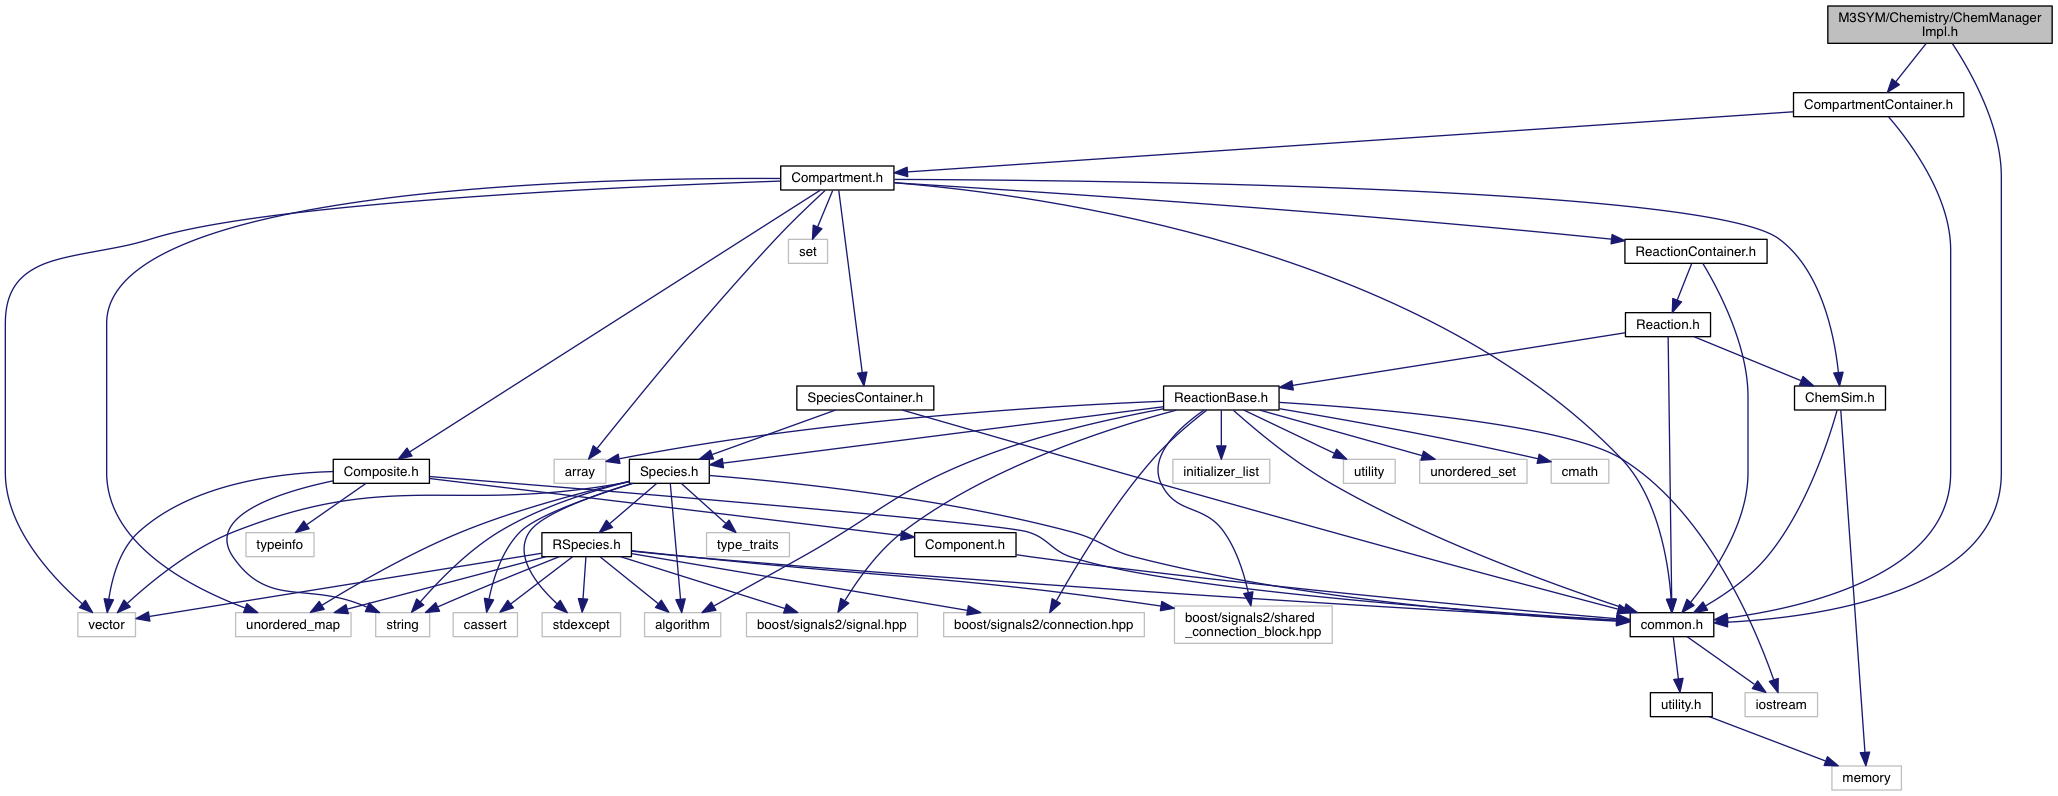 M3SYM/Chemistry/ChemManager
Impl.h
CompartmentContainer.h
Compartment.h
set
ReactionContainer.h
Reaction.h
SpeciesContainer.h
ReactionBase.h
ChemSim.h
Composite.h
array
Species.h
initializer_list
utility
unordered_set
cmath
typeinfo
RSpecies.h
type_traits
Component.h
vector
unordered_map
string
cassert
stdexcept
algorithm
boost/signals2/signal.hpp
boost/signals2/connection.hpp
boost/signals2/shared
_connection_block.hpp
common.h
utility.h
iostream
memory